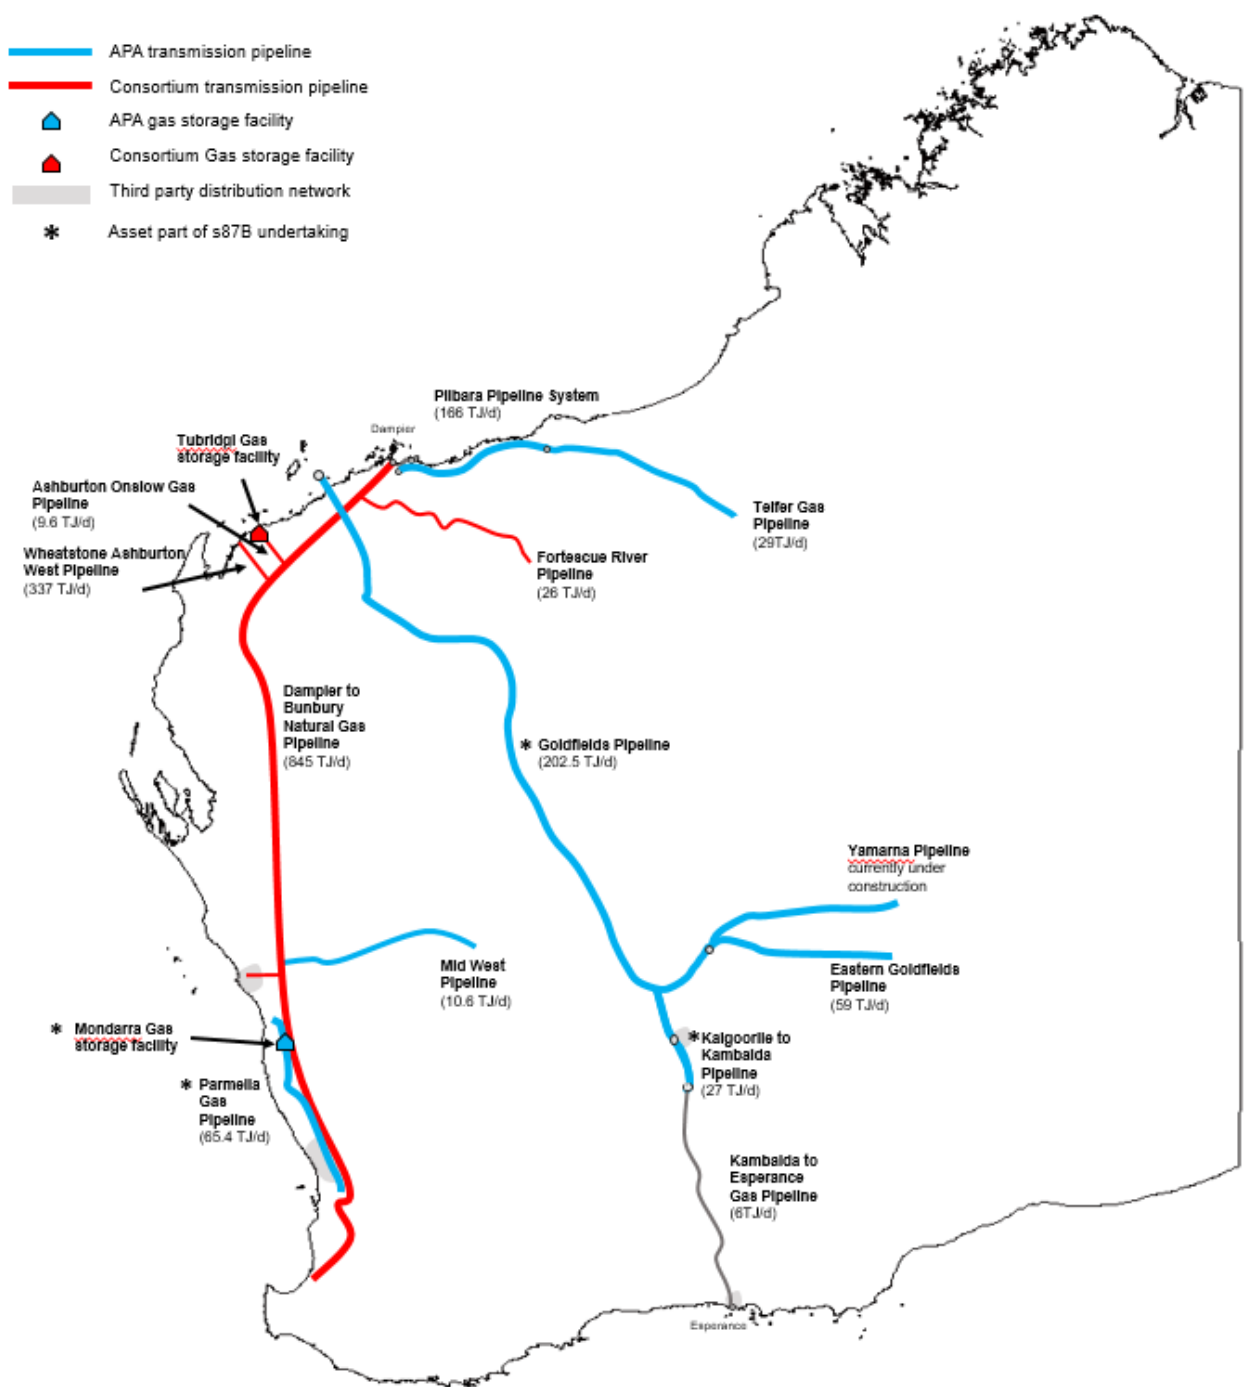 APA transmission pipeline
Consortium transmission pipeline
APA gas storage facility
Consortium Gas storage facility
Third party distribution network
* Asset part of s87B undertaking
Pilbara Pipeline System
(166 TJ/d)
Dampier
Tubridgi Gas
storage facility
Ashburton Onslow Gas
Pipeline
(9.6 TJ/d)
Wheatstone Ashburton
West Pipeline
(337 TJ/d)
Telfer Gas
Pipeline
(29TJ/d)
Fortescue River
Pipeline
(26 TJ/d)
Dampier to
Bunbury
Natural Gas
Pipeline
(845 TJ/d)
* Goldfields Pipeline
(202.5 TJ/d)
Yamarna Pipeline
currently under
construction
Mid West
Pipeline
(10.6 TJ/d)
Eastern Goldfields
Pipeline
(59 TJ/d)
* Mondarra Gas
storage facility
* Kalgoorlie to
Kambalda
Pipeline
(27 TJ/d)
* Parmelia
Gas
Pipeline
(65.4 TJ/d)
Kambalda to
Esperance
Gas Pipeline
(6TJ/d)
Esperance